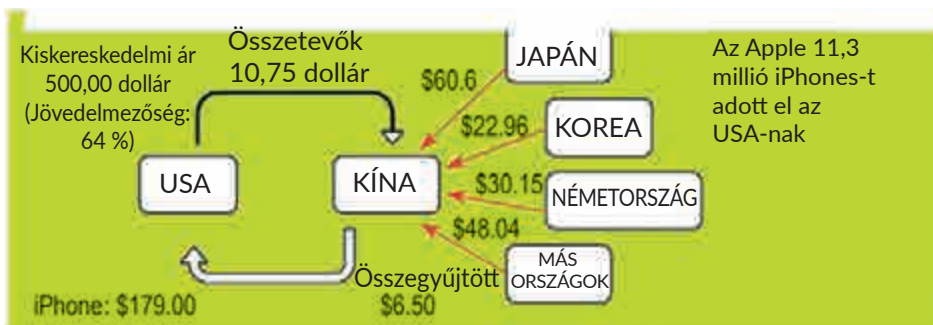 Kiskereskedelmi ár
500,00 dollár
(Jövedelmezőség:
64 %)
Összetevők
10,75 dollár
JAPÁN
$60.6
Az Apple 11,3
millió iPhones-t
adott el az
USA-nak
$22.96
KOREA
USA
KÍNA
$30.15
NÉMETORSZÁG
$48.04
MÁS
ORSZÁGOK
Összegyűjtött
iPhone: $179.00
$6.50